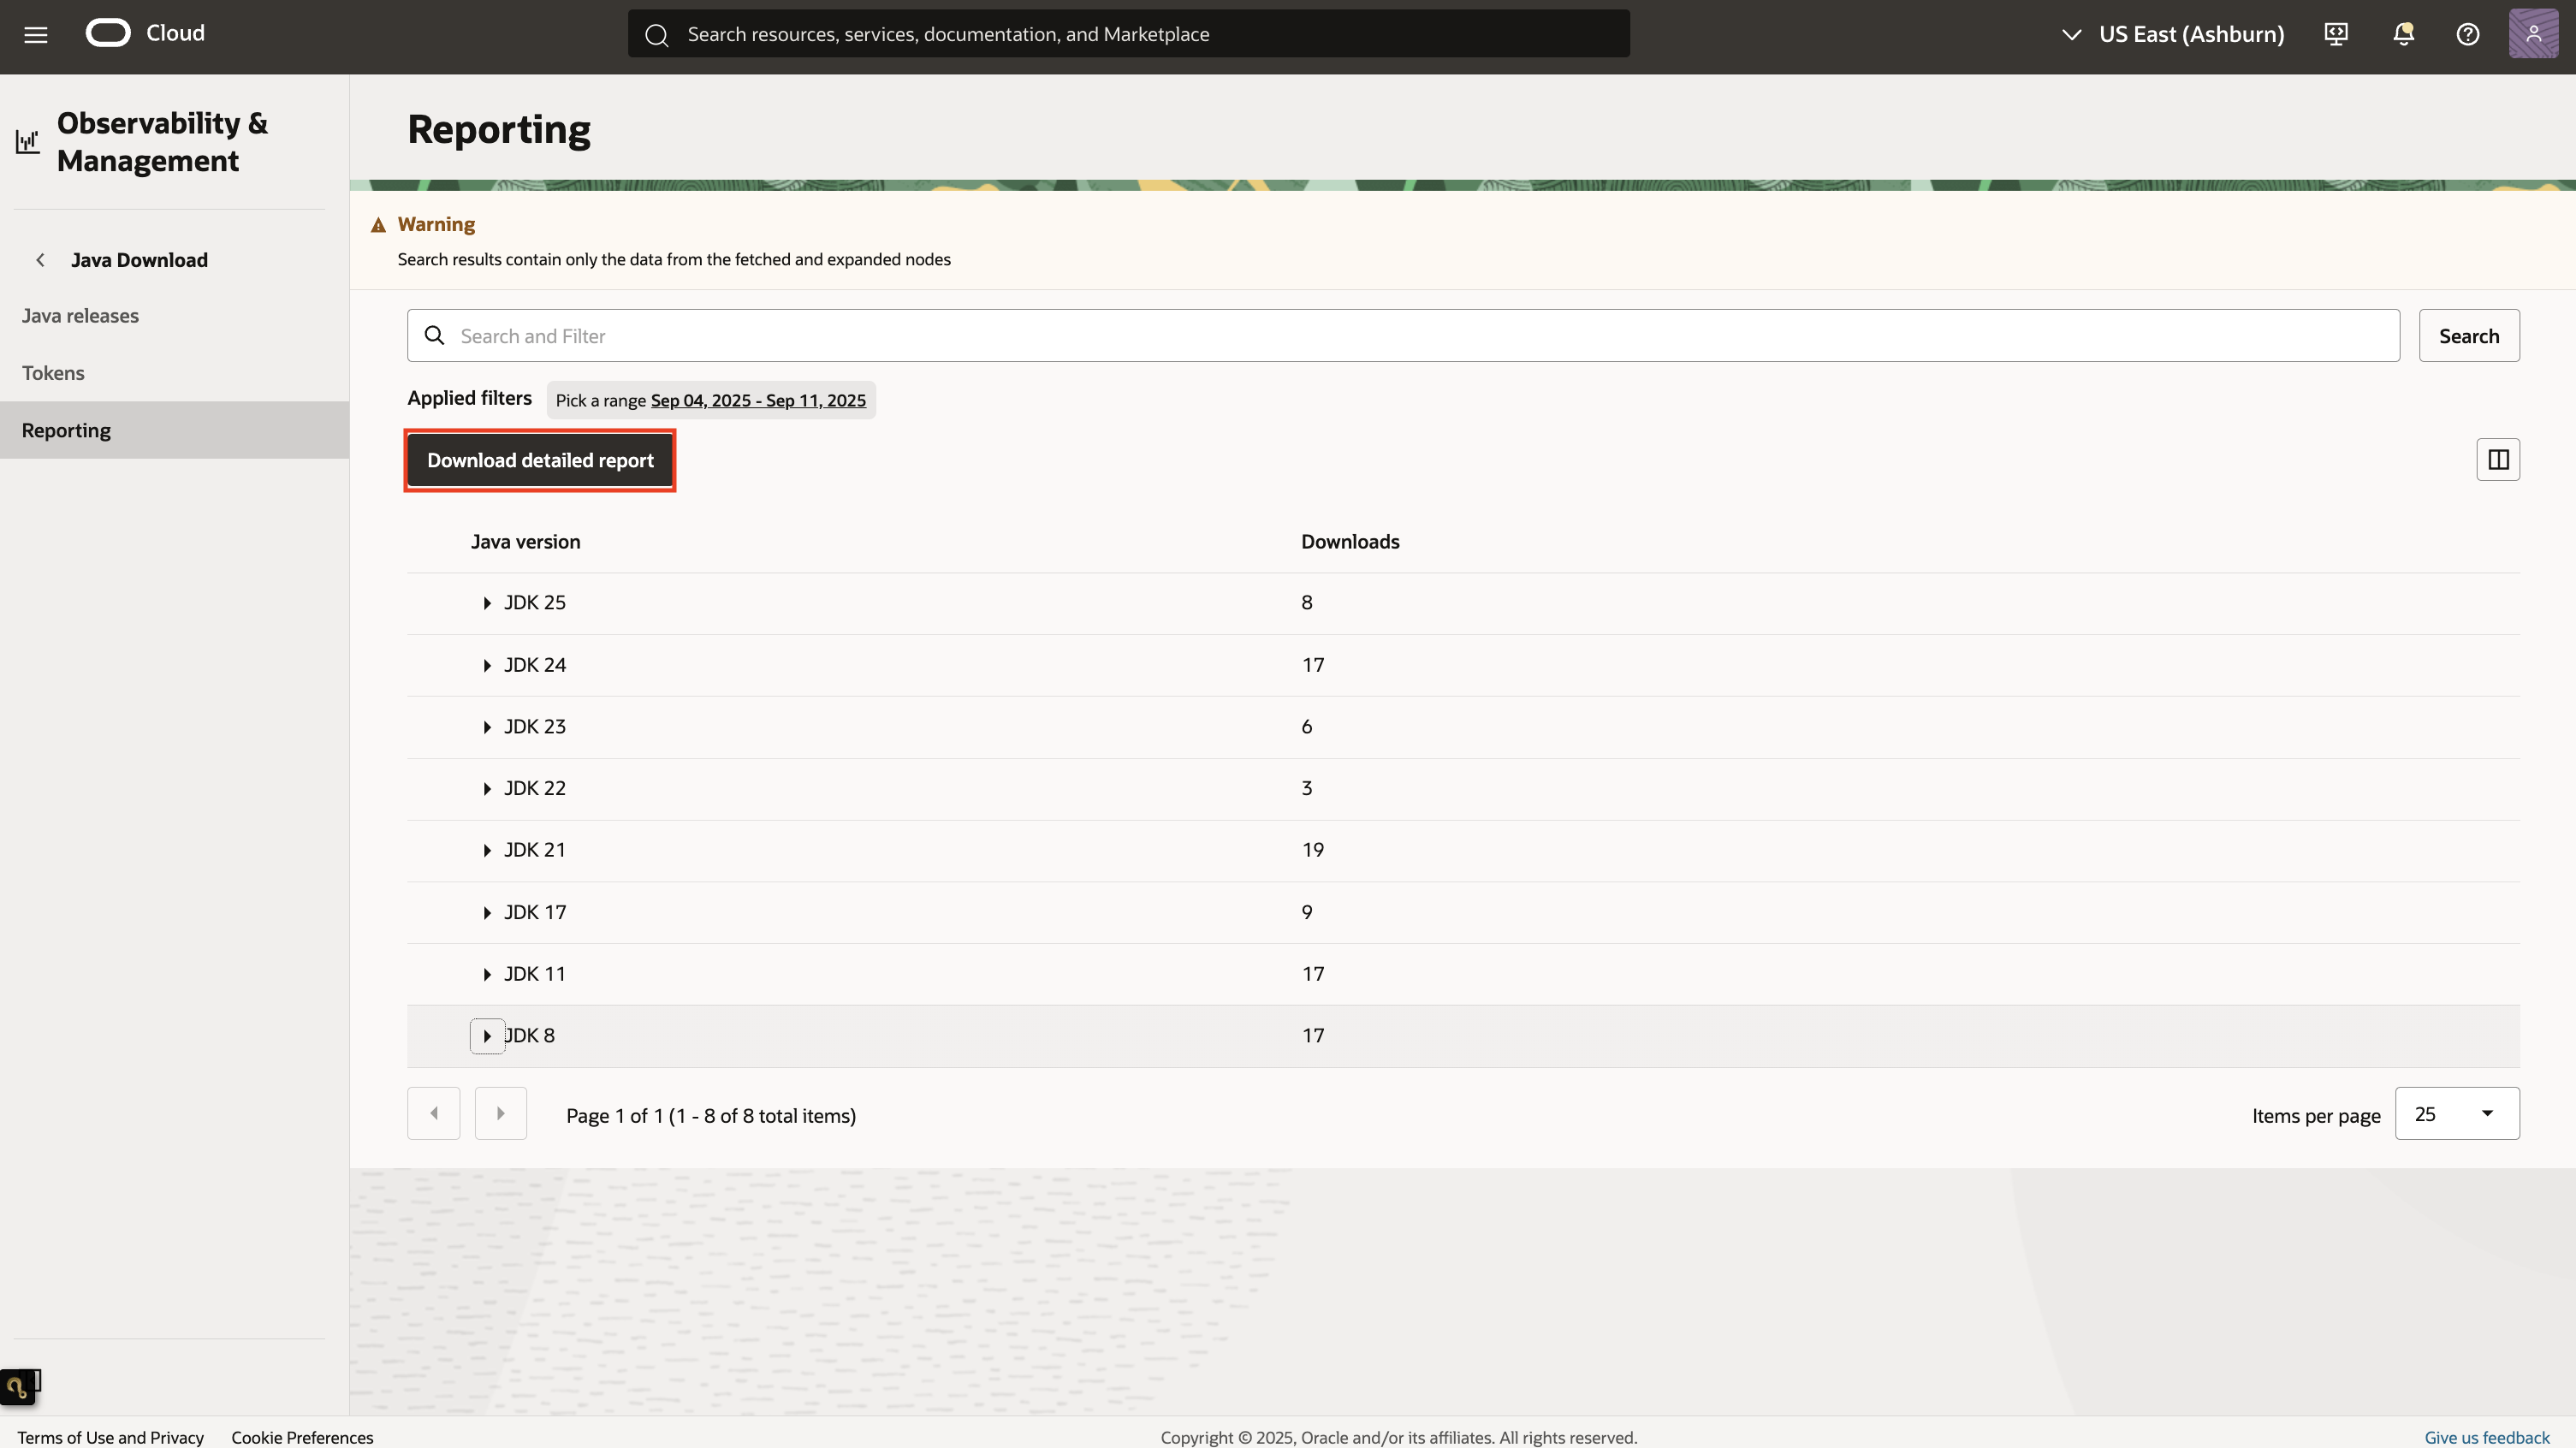 Cloud
Search resources, services, documentation, and Marketplace
US East (Ashburn)
Observability &
Management
Java Download
Java releases
Tokens
Reporting
Reporting
Warning
Search results contain only the data from the fetched and expanded nodes
Search and Filter
Search
Applied filters
Pick a range Sep 04, 2025 - Sep 11, 2025
Download detailed report
Java version Downloads
JDK 25 8
JDK 24 17
JDK 23 6
JDK 22 3
JDK 21 19
JDK 17 9
JDK 11 17
JDK 8 17
Page 1 of 1 (1 - 8 of 8 total items)
Items per page 25
Terms of Use and Privacy Cookie Preferences
Copyright © 2025, Oracle and/or its affiliates. All rights reserved.
Give us feedback